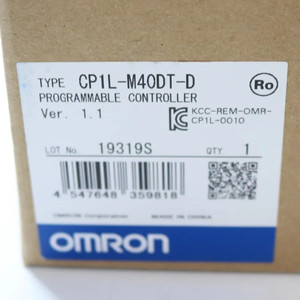 TYPE CP1L-M40DT-D
PROGRAMMABLE CONTROLLER
Ver. 1.1
Ro
KCC-REM-OMR-
CP1L-0010
LOT No. 19319S QTY 1
4 547648 359818
OMRON Corporation MADE IN CHINA
OMRON